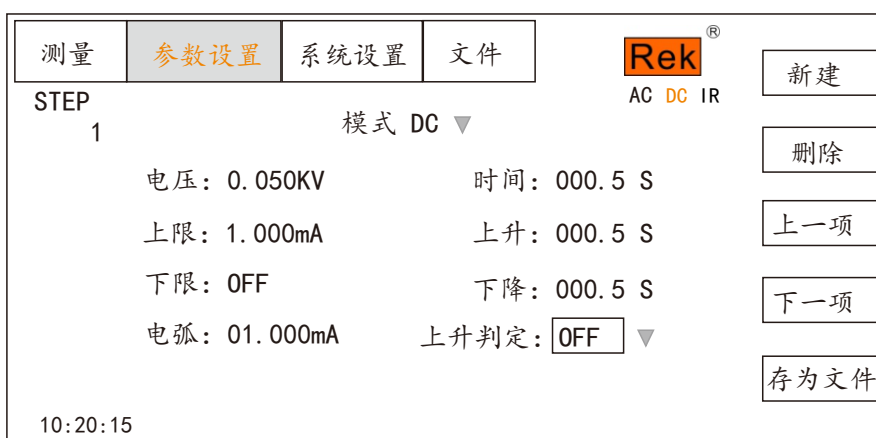 测量 参数设置 系统设置 文件 Rek®
AC DC IR
STEP
1
模式 DC
电压：0.050KV 时间：000.5 S
上限：1.000mA 上升：000.5 S
下限：OFF 下降：000.5 S
电弧：01.000mA 上升判定：OFF
10:20:15
新建
删除
上一项
下一项
存为文件